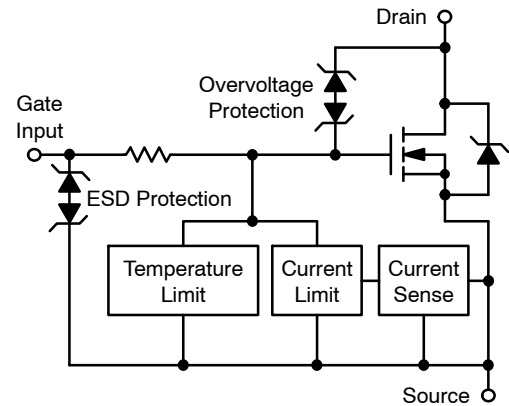 Drain
Overvoltage
Protection
Gate
Input
ESD Protection
Temperature
Limit
Current
Limit
Current
Sense
Source